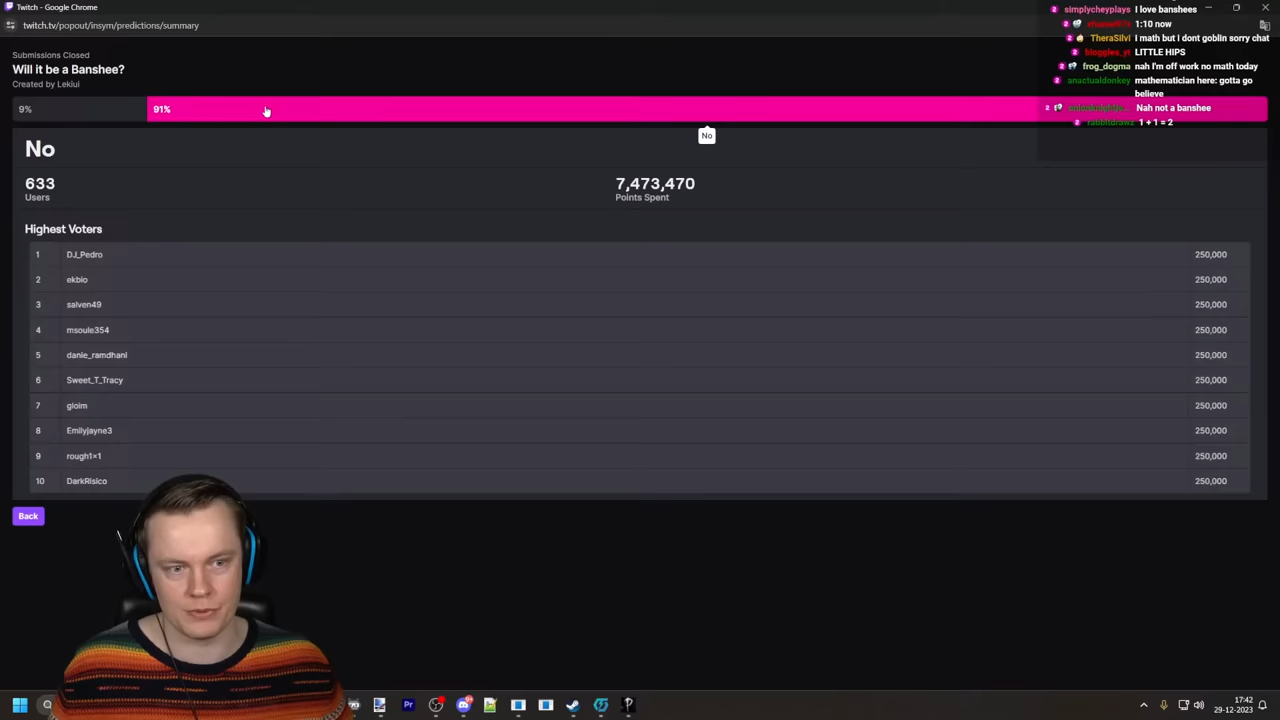 Twitch - Google Chrome
twitch.tv/popout/insym/predictions/summary
Submissions Closed
Will it be a Banshee?
Created by Lekiui
9%
91%
No
No
633
Users
7,473,470
Points Spent
Highest Voters
1 DJ_Pedro 250,000
2 ekbio 250,000
3 salven49 250,000
4 msoule354 250,000
5 danie_ramdhani 250,000
6 Sweet_T_Tracy 250,000
7 gloim 250,000
8 Emilyjayne3 250,000
9 rough1x1 250,000
10 DarkRisico 250,000
Back
simplycheyplays I love banshees
1:10 now
TheraSilvi I math but i dont goblin sorry chat
bloggles_yt LITTLE HIPS
frog_dogma nah I'm off work no math today
anactualdonkey mathematician here: gotta go
believe
Nah not a banshee
rabbitdrawz 1 + 1 = 2
Pr
17:42
29-12-2023